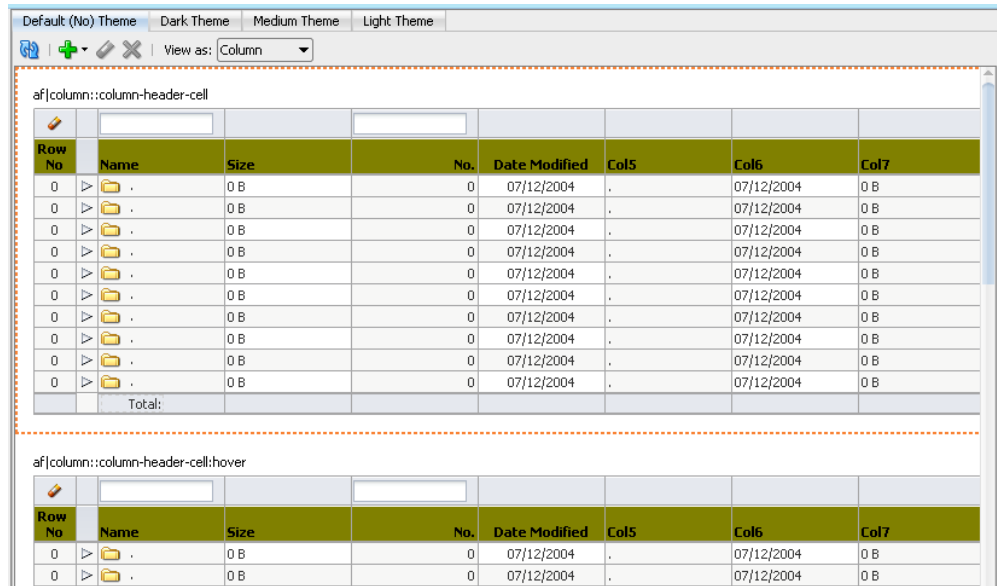 Default (No) Theme Dark Theme Medium Theme Light Theme
View as: Column
af|column::column-header-cell
Row No Name Size No. Date Modified Col5 Col6 Col7
0 . 0 B 0 07/12/2004 . 07/12/2004 0 B
0 . 0 B 0 07/12/2004 . 07/12/2004 0 B
0 . 0 B 0 07/12/2004 . 07/12/2004 0 B
0 . 0 B 0 07/12/2004 . 07/12/2004 0 B
0 . 0 B 0 07/12/2004 . 07/12/2004 0 B
0 . 0 B 0 07/12/2004 . 07/12/2004 0 B
0 . 0 B 0 07/12/2004 . 07/12/2004 0 B
0 . 0 B 0 07/12/2004 . 07/12/2004 0 B
0 . 0 B 0 07/12/2004 . 07/12/2004 0 B
0 . 0 B 0 07/12/2004 . 07/12/2004 0 B
Total:
af|column::column-header-cell:hover
Row No Name Size No. Date Modified Col5 Col6 Col7
0 . 0 B 0 07/12/2004 . 07/12/2004 0 B
0 . 0 B 0 07/12/2004 . 07/12/2004 0 B